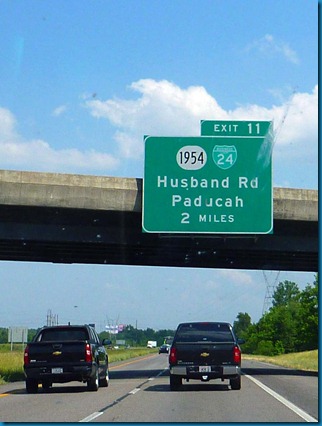 EXIT 11
1954 24
Husband Rd
Paducah
2 MILES